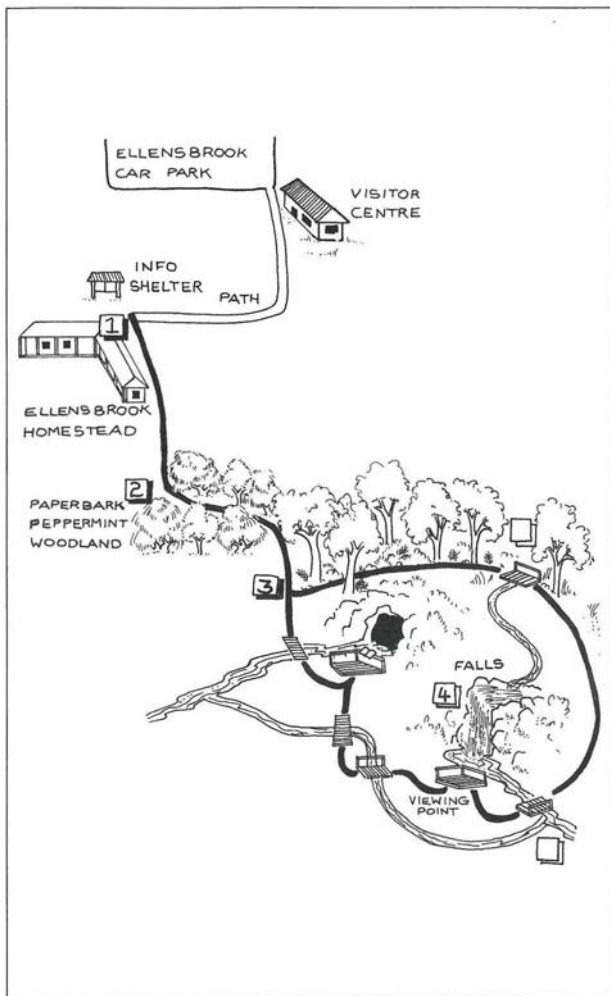 ELLENSBROOK
CAR PARK
VISITOR
CENTRE
INFO
SHELTER
PATH
1
ELLENSBROOK
HOMESTEAD
2
PAPERBARK
PEPPERMINT
WOODLAND
3
FALLS
4
VIEWING
POINT